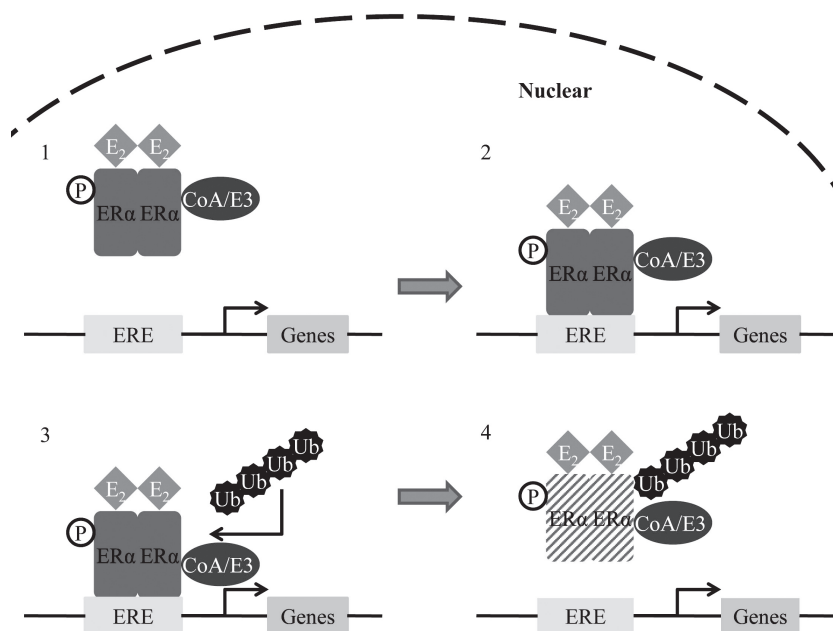 Nuclear
1
E₂ E₂
P
ERα ERα
CoA/E3
ERE
Genes
2
E₂ E₂
P
ERα ERα
CoA/E3
ERE
Genes
3
Ub Ub Ub Ub
E₂ E₂
P
ERα ERα
CoA/E3
ERE
Genes
4
Ub Ub Ub Ub
E₂ E₂
P
ERα ERα
CoA/E3
ERE
Genes